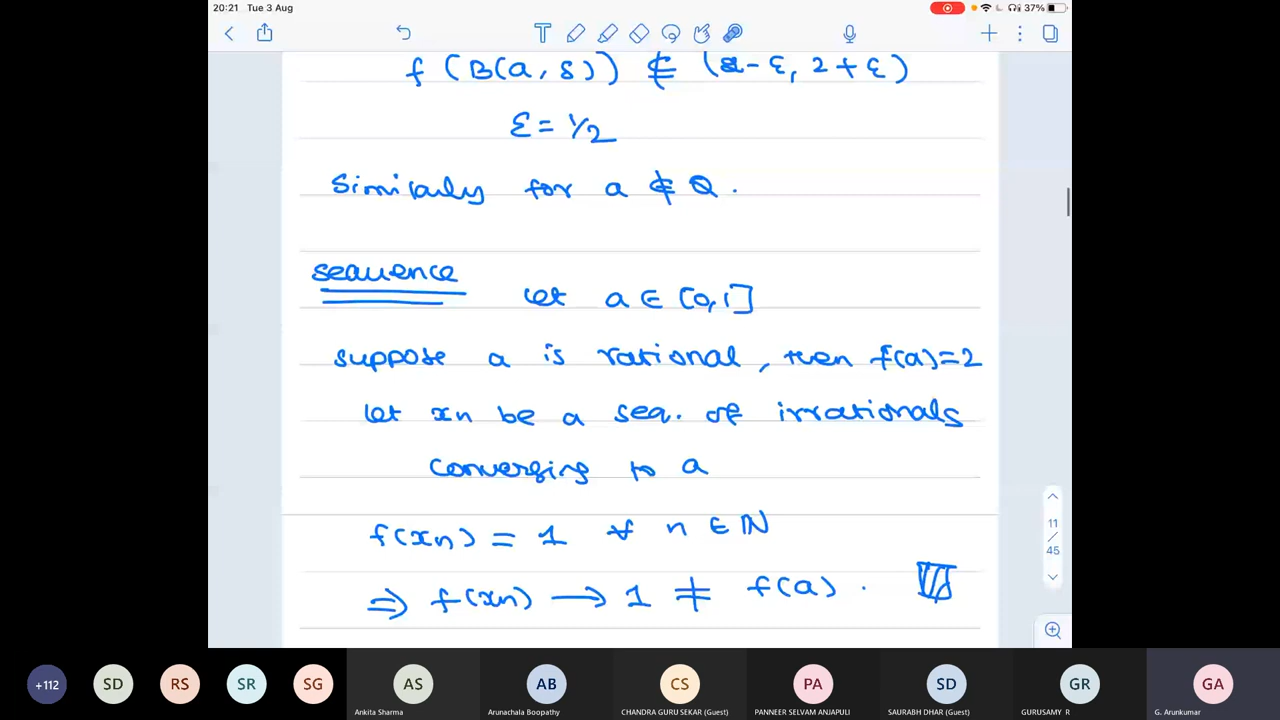 20:21 Tue 3 Aug
37%
f (B(a, δ)) ⊄ (2-ε, 2+ε)
ε = 1/2
Similarly for a ∉ Q.
sequence
Let a ∈ [0,1]
suppose a is rational, then f(a)=2
Let xn be a seq. of irrationals
converging to a
f(xn) = 1 ∀ n ∈ ℕ
⇒ f(xn) → 1 ≠ f(a).
11
/
45
+112
SD
RS
SR
SG
AS
Ankita Sharma
AB
Arunachala Boopathy
CS
CHANDRA GURU SEKAR (Guest)
PA
PANNEER SELVAM ANJAPULI
SD
SAURABH DHAR (Guest)
GR
GURUSAMY R
GA
G. Arunkumar